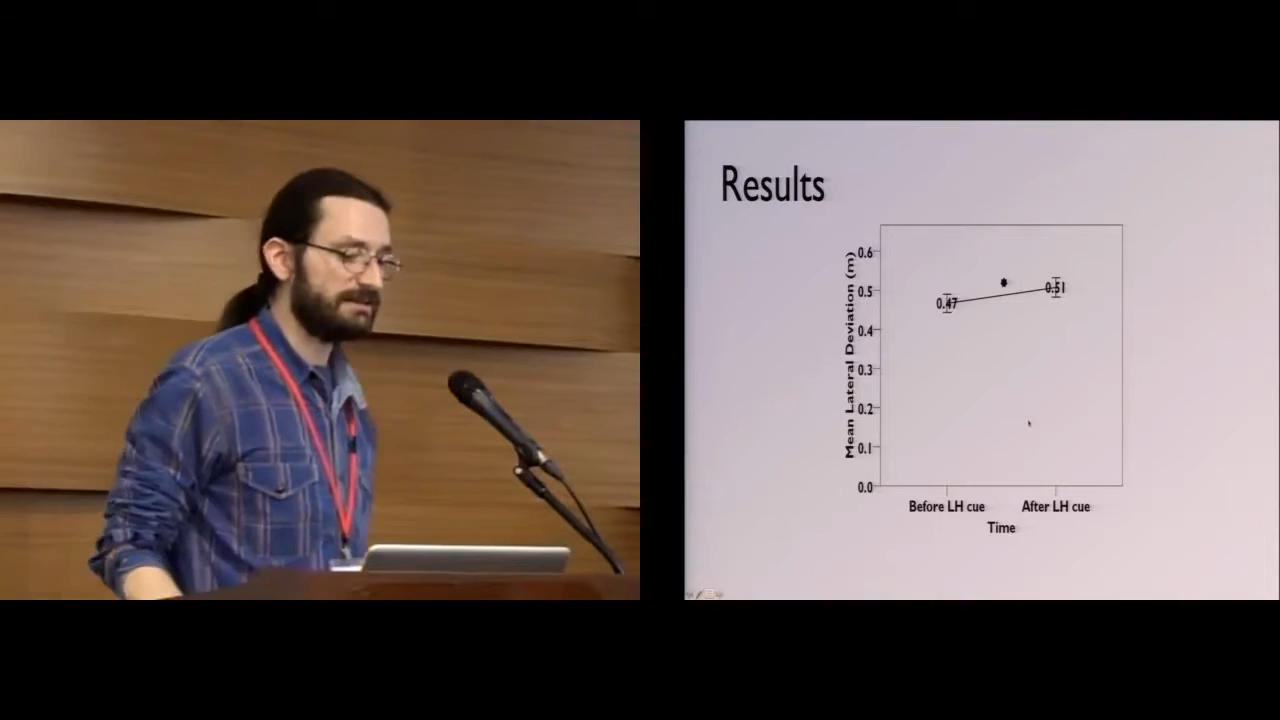 Results
Mean Lateral Deviation (m)
0.6
0.5
0.4
0.3
0.2
0.1
0.0
0.47
*
0.51
Before LH cue After LH cue
Time